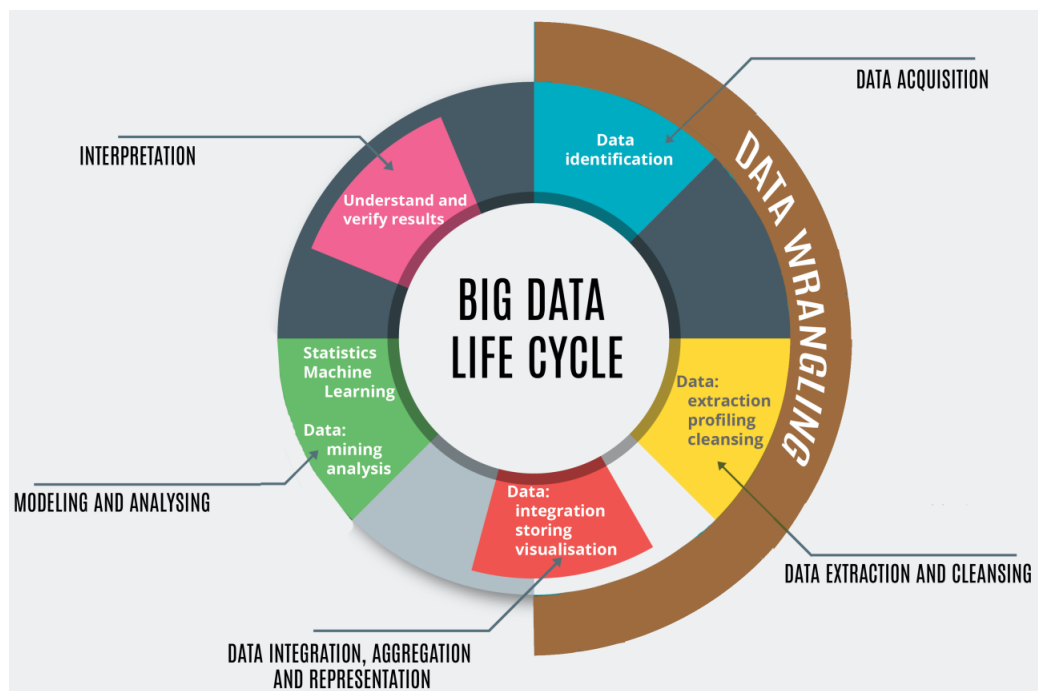 DATA ACQUISITION
Data
identification
DATA WRANGLING
INTERPRETATION
Understand and
verify results
BIG DATA
LIFE CYCLE
Statistics
Machine
Learning
Data:
mining
analysis
Data:
extraction
profiling
cleansing
MODELING AND ANALYSING
Data:
integration
storing
visualisation
DATA EXTRACTION AND CLEANSING
DATA INTEGRATION, AGGREGATION
AND REPRESENTATION